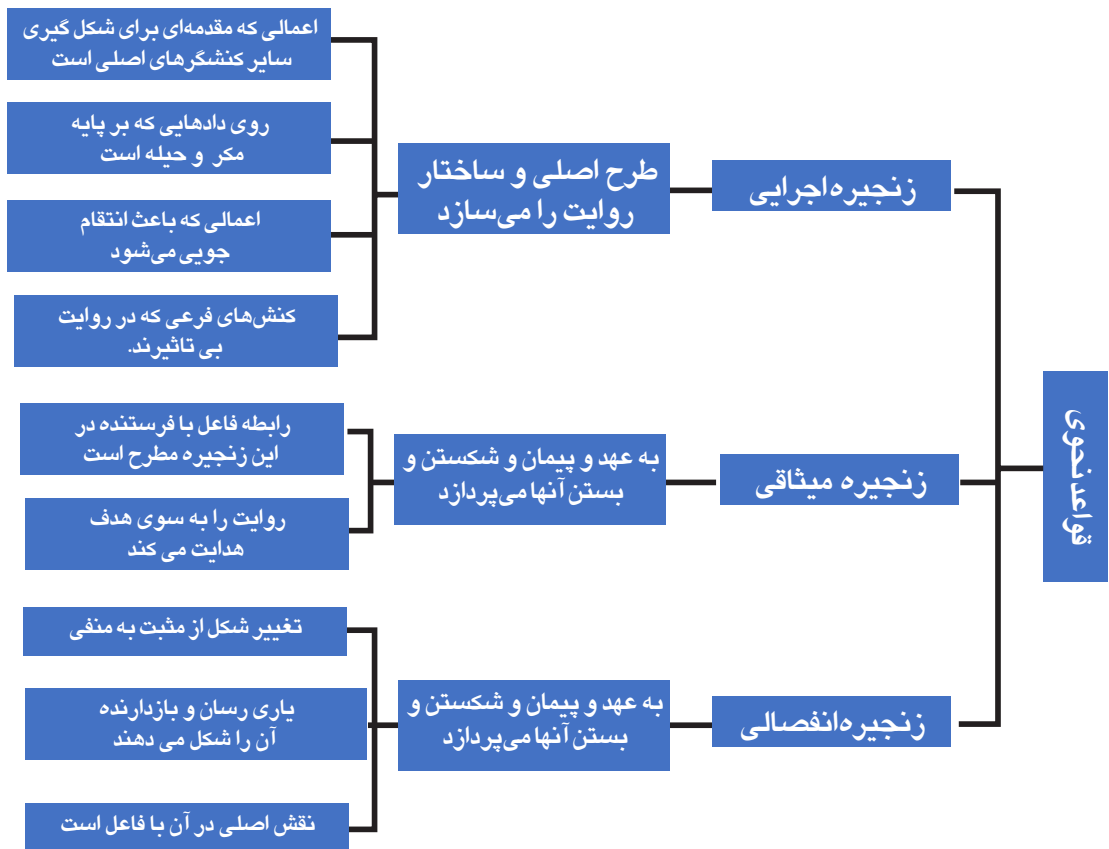 قواعد نحوی
زنجیره اجرایی
طرح اصلی و ساختار
روایت را می‌سازد
اعمالی که مقدمه‌ای برای شکل گیری
سایر کنشگرهای اصلی است
روی دادهایی که بر پایه
مکر و حیله است
اعمالی که باعث انتقام
جویی می‌شود
کنش‌های فرعی که در روایت
بی تاثیرند.
زنجیره میثاقی
به عهد و پیمان و شکستن و
بستن آنها می‌پردازد
رابطه فاعل با فرستنده در
این زنجیره مطرح است
روایت را به سوی هدف
هدایت می کند
زنجیره انفصالی
به عهد و پیمان و شکستن و
بستن آنها می‌پردازد
تغییر شکل از مثبت به منفی
یاری رسان و بازدارنده
آن را شکل می دهند
نقش اصلی در آن با فاعل است